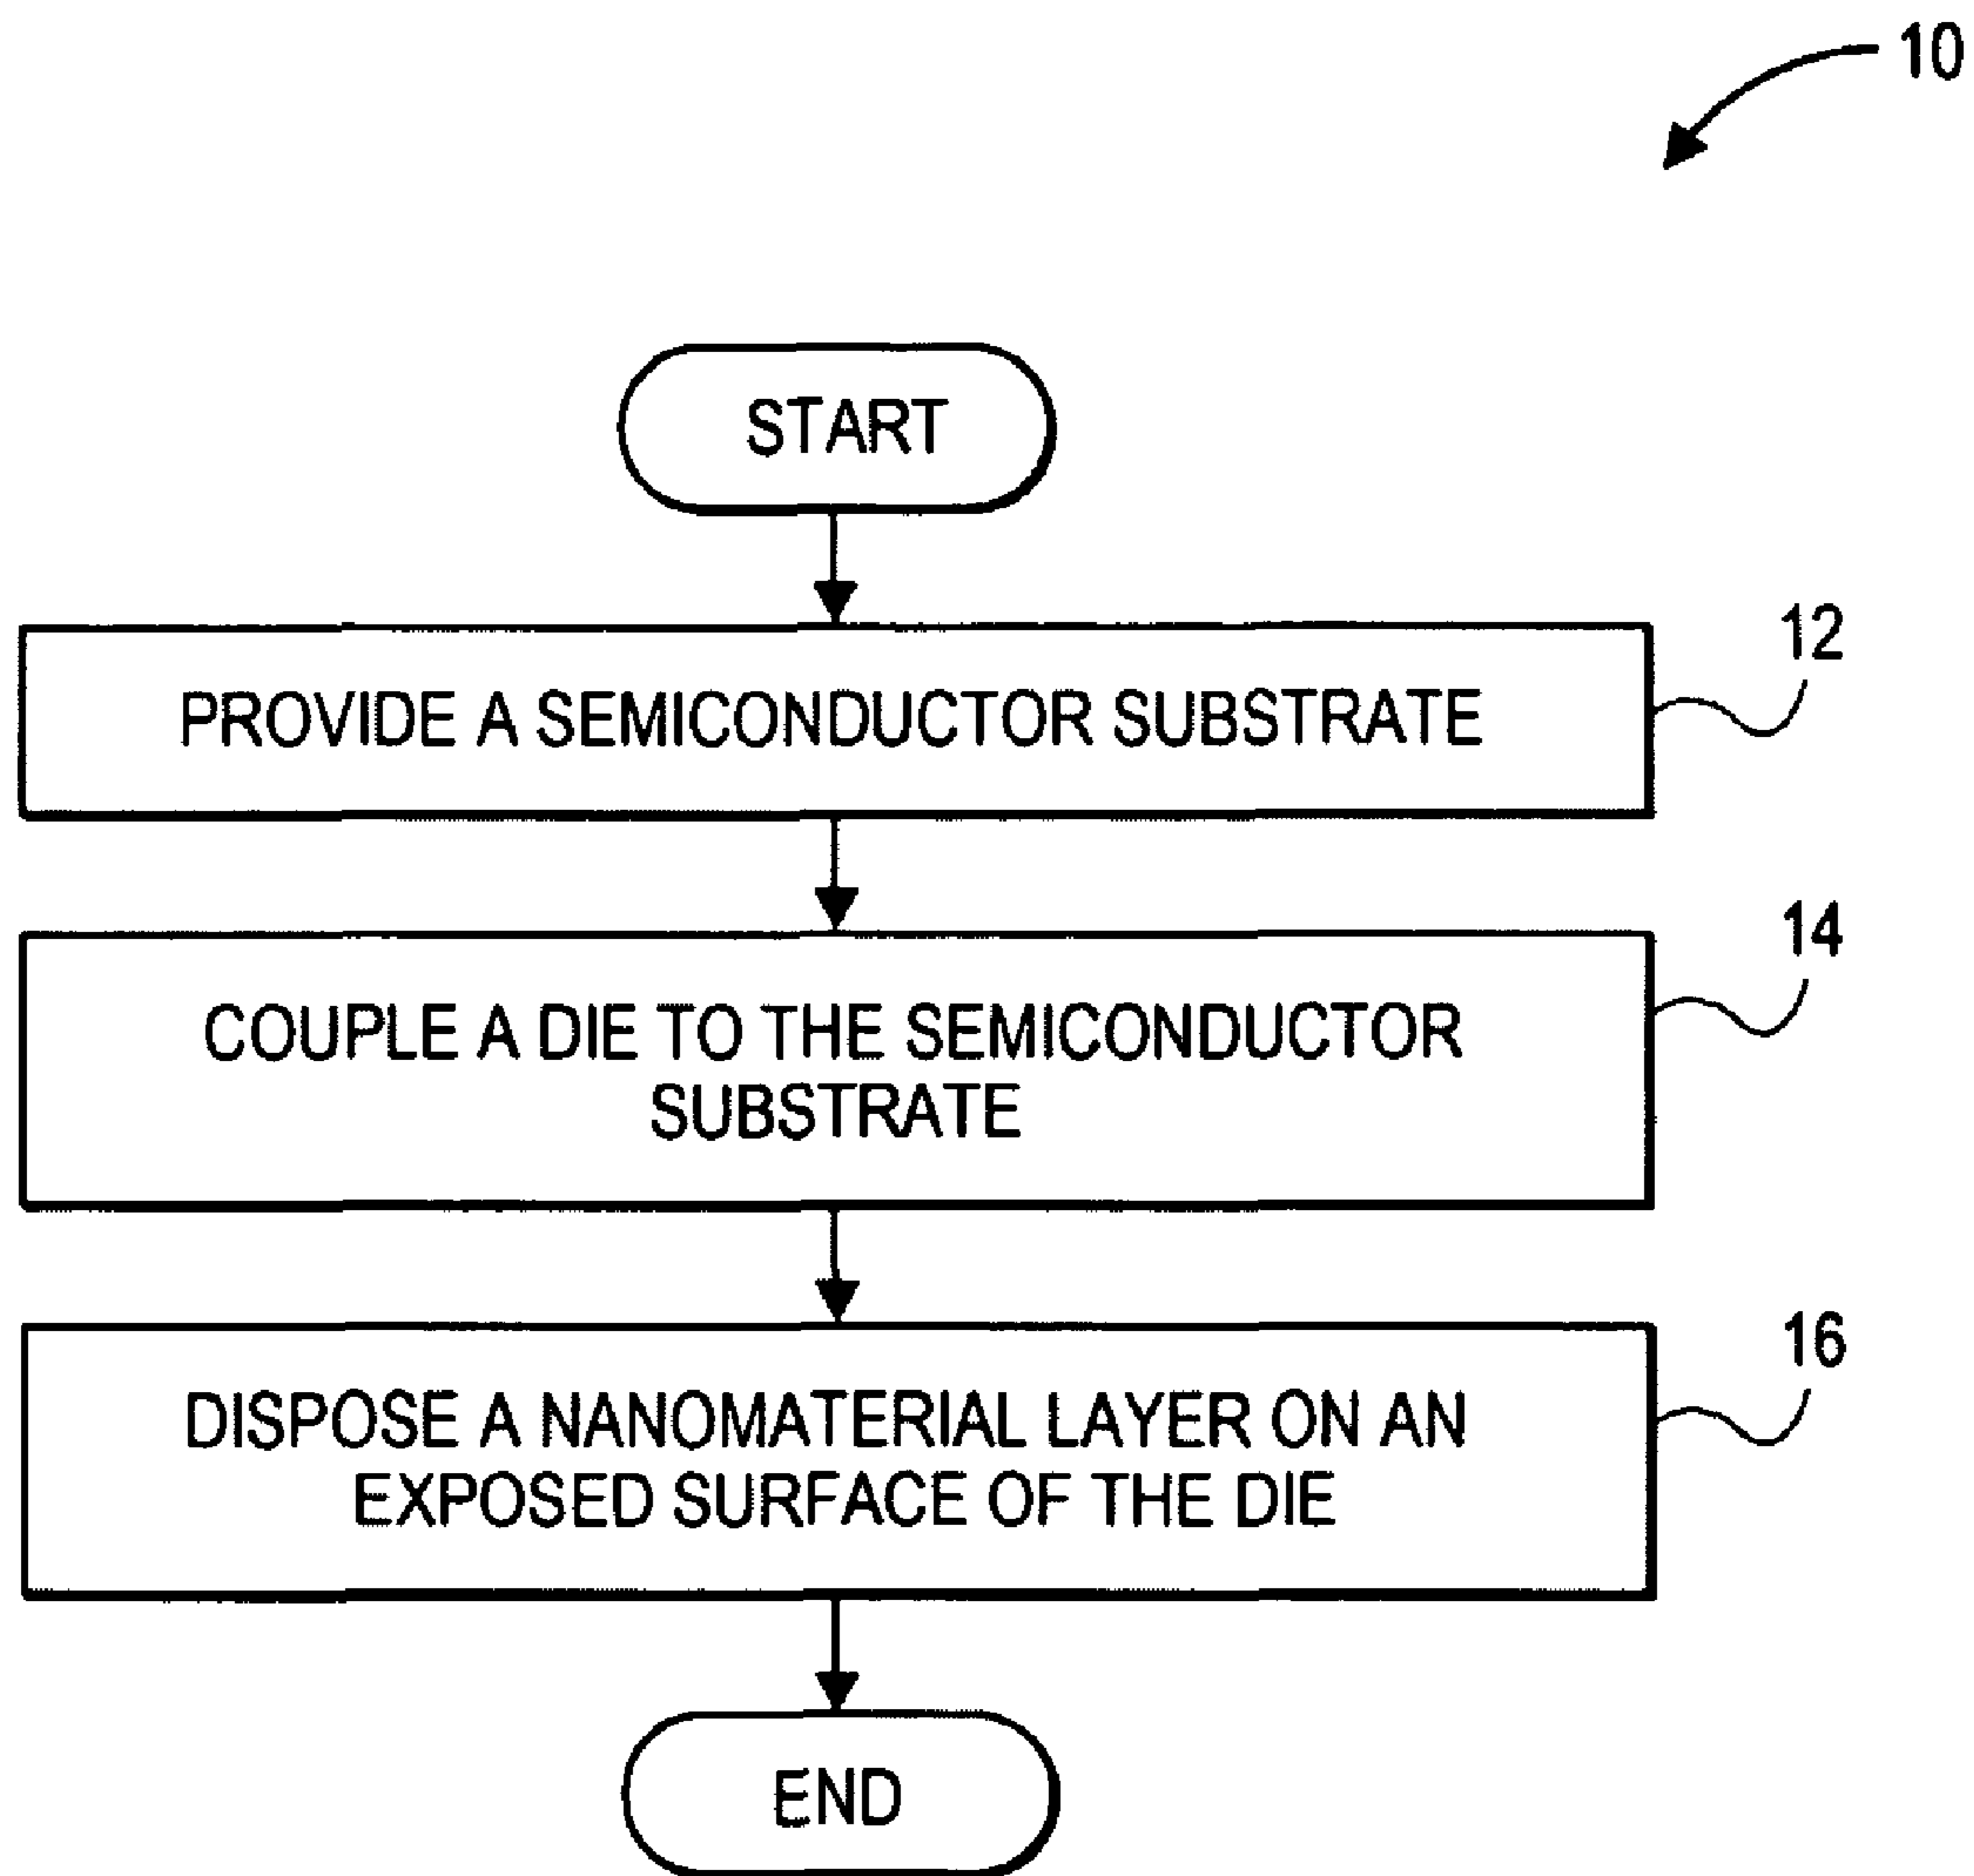 10
START
PROVIDE A SEMICONDUCTOR SUBSTRATE
12
COUPLE A DIE TO THE SEMICONDUCTOR
SUBSTRATE
14
DISPOSE A NANOMATERIAL LAYER ON AN
EXPOSED SURFACE OF THE DIE
16
END